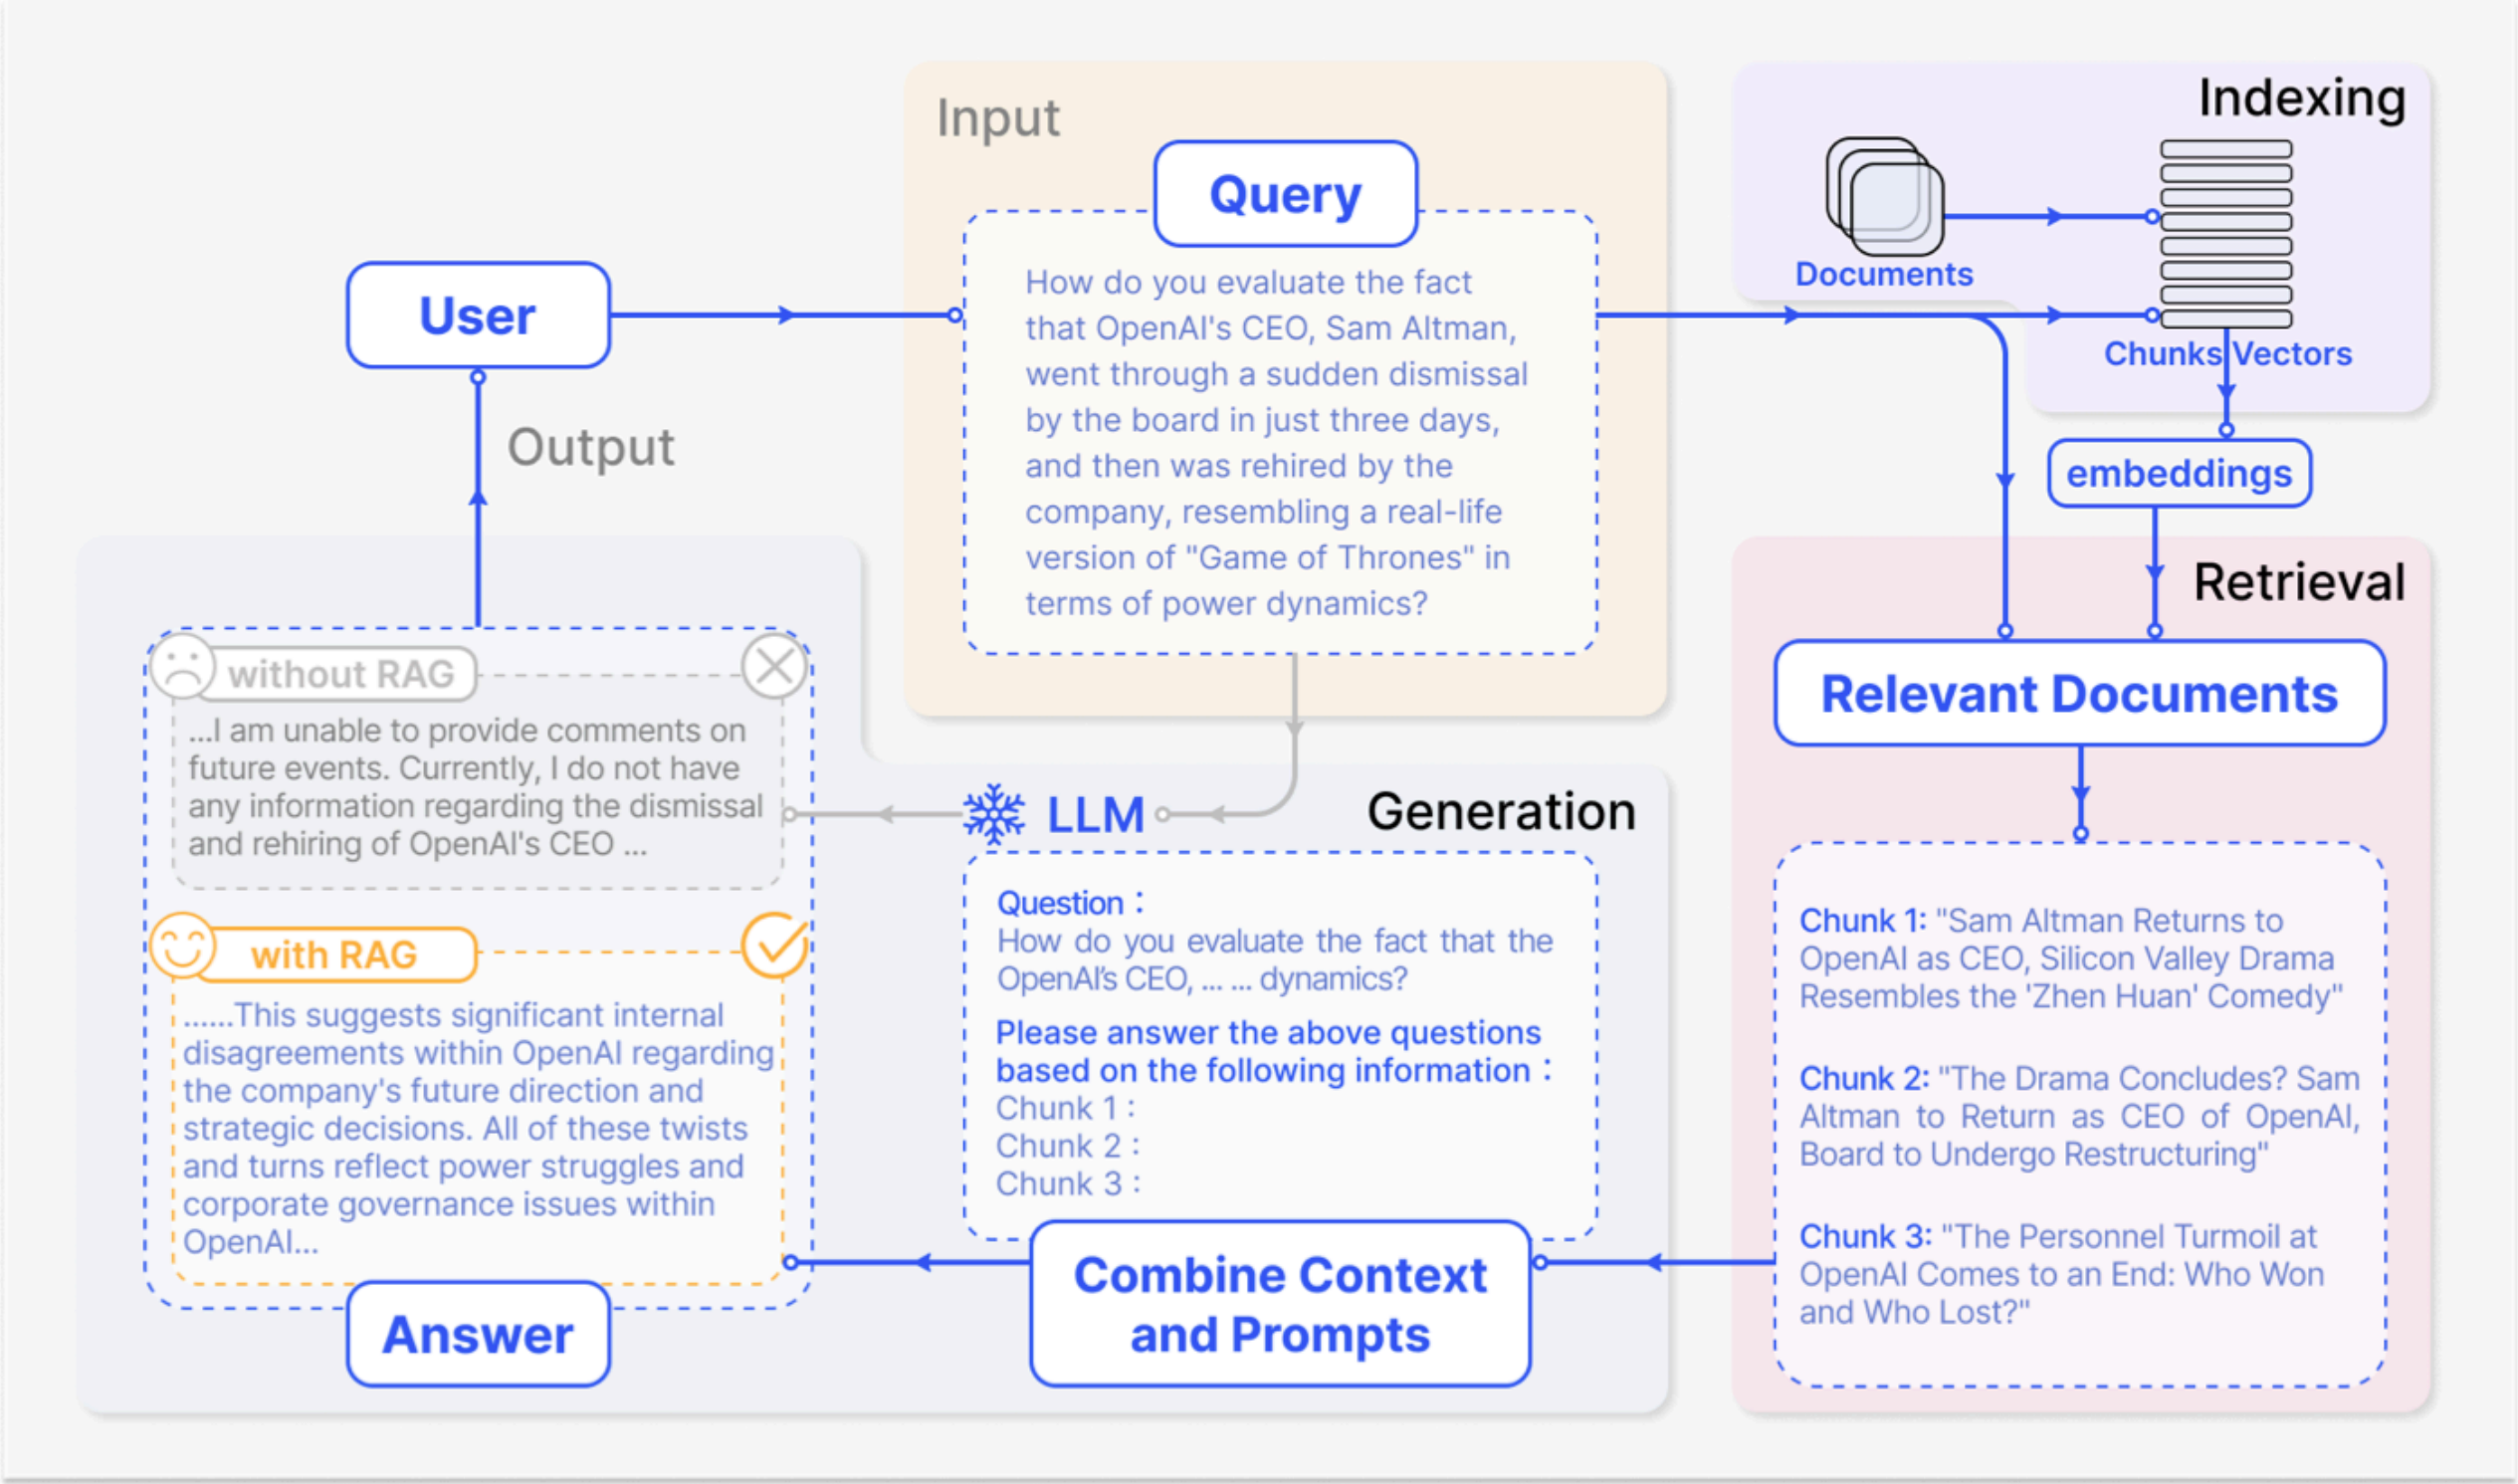 Input
Query
How do you evaluate the fact
that OpenAI's CEO, Sam Altman,
went through a sudden dismissal
by the board in just three days,
and then was rehired by the
company, resembling a real-life
version of "Game of Thrones" in
terms of power dynamics?
Indexing
Documents
Chunks Vectors
embeddings
User
Output
Retrieval
Relevant Documents
Chunk 1: "Sam Altman Returns to
OpenAI as CEO, Silicon Valley Drama
Resembles the 'Zhen Huan' Comedy"
Chunk 2: "The Drama Concludes? Sam
Altman to Return as CEO of OpenAI,
Board to Undergo Restructuring"
Chunk 3: "The Personnel Turmoil at
OpenAI Comes to an End: Who Won
and Who Lost?"
LLM
Generation
Question :
How do you evaluate the fact that the
OpenAI's CEO, ... ... dynamics?
Please answer the above questions
based on the following information :
Chunk 1 :
Chunk 2 :
Chunk 3 :
Combine Context
and Prompts
without RAG
...I am unable to provide comments on
future events. Currently, I do not have
any information regarding the dismissal
and rehiring of OpenAI's CEO ...
with RAG
......This suggests significant internal
disagreements within OpenAI regarding
the company's future direction and
strategic decisions. All of these twists
and turns reflect power struggles and
corporate governance issues within
OpenAI...
Answer